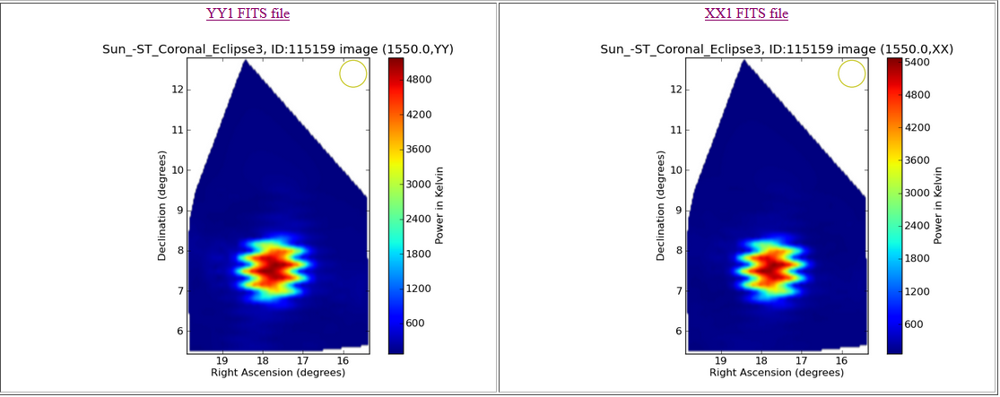 YY1 FITS file
Sun_-ST_Coronal_Eclipse3, ID:115159 image (1550.0,YY)
12
11
10
9
8
7
6
Declination (degrees)
19 18 17 16
Right Ascension (degrees)
4800
4200
3600
3000
2400
1800
1200
600
Power in Kelvin
XX1 FITS file
Sun_-ST_Coronal_Eclipse3, ID:115159 image (1550.0,XX)
12
11
10
9
8
7
6
Declination (degrees)
19 18 17 16
Right Ascension (degrees)
5400
4800
4200
3600
3000
2400
1800
1200
600
Power in Kelvin